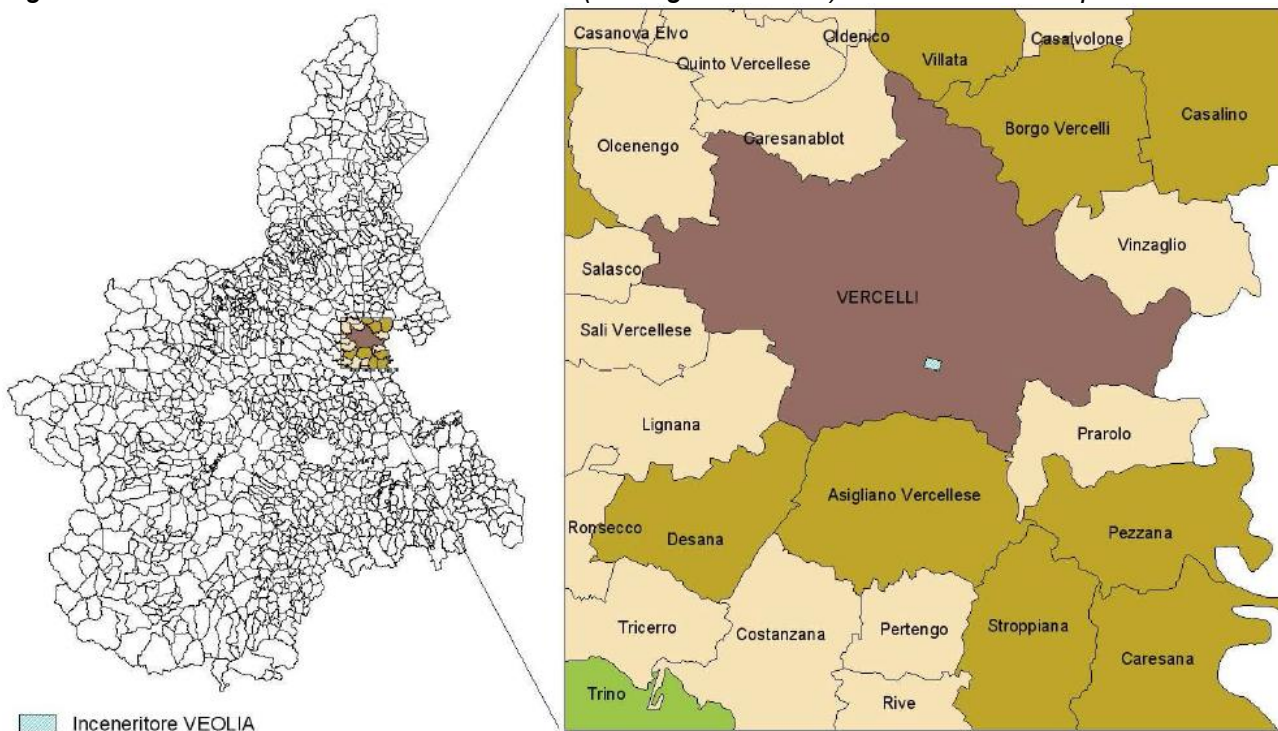 Casanova Elvo
Oldenico
Casalvolone
Quinto Vercellese
Villata
Casalino
Borgo Vercelli
Olcenengo
Caresanablot
Vinzaglio
Salasco
VERCELLI
Sali Vercellese
Lignana
Prarolo
Asigliano Vercellese
Ronsecco
Desana
Pezzana
Tricerro
Costanzana
Pertengo
Stroppiana
Caresana
Trino
Rive
Inceneritore VEOLIA